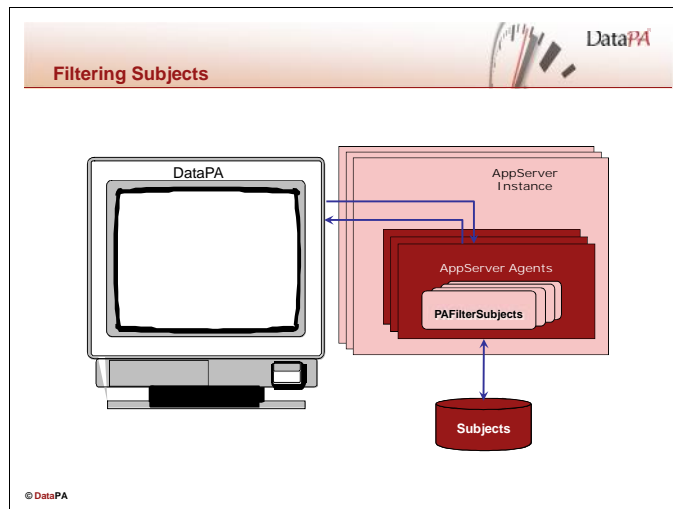 DataPA
Filtering Subjects
DataPA
AppServer
Instance
AppServer Agents
PAFilterSubjects
Subjects
© DataPA